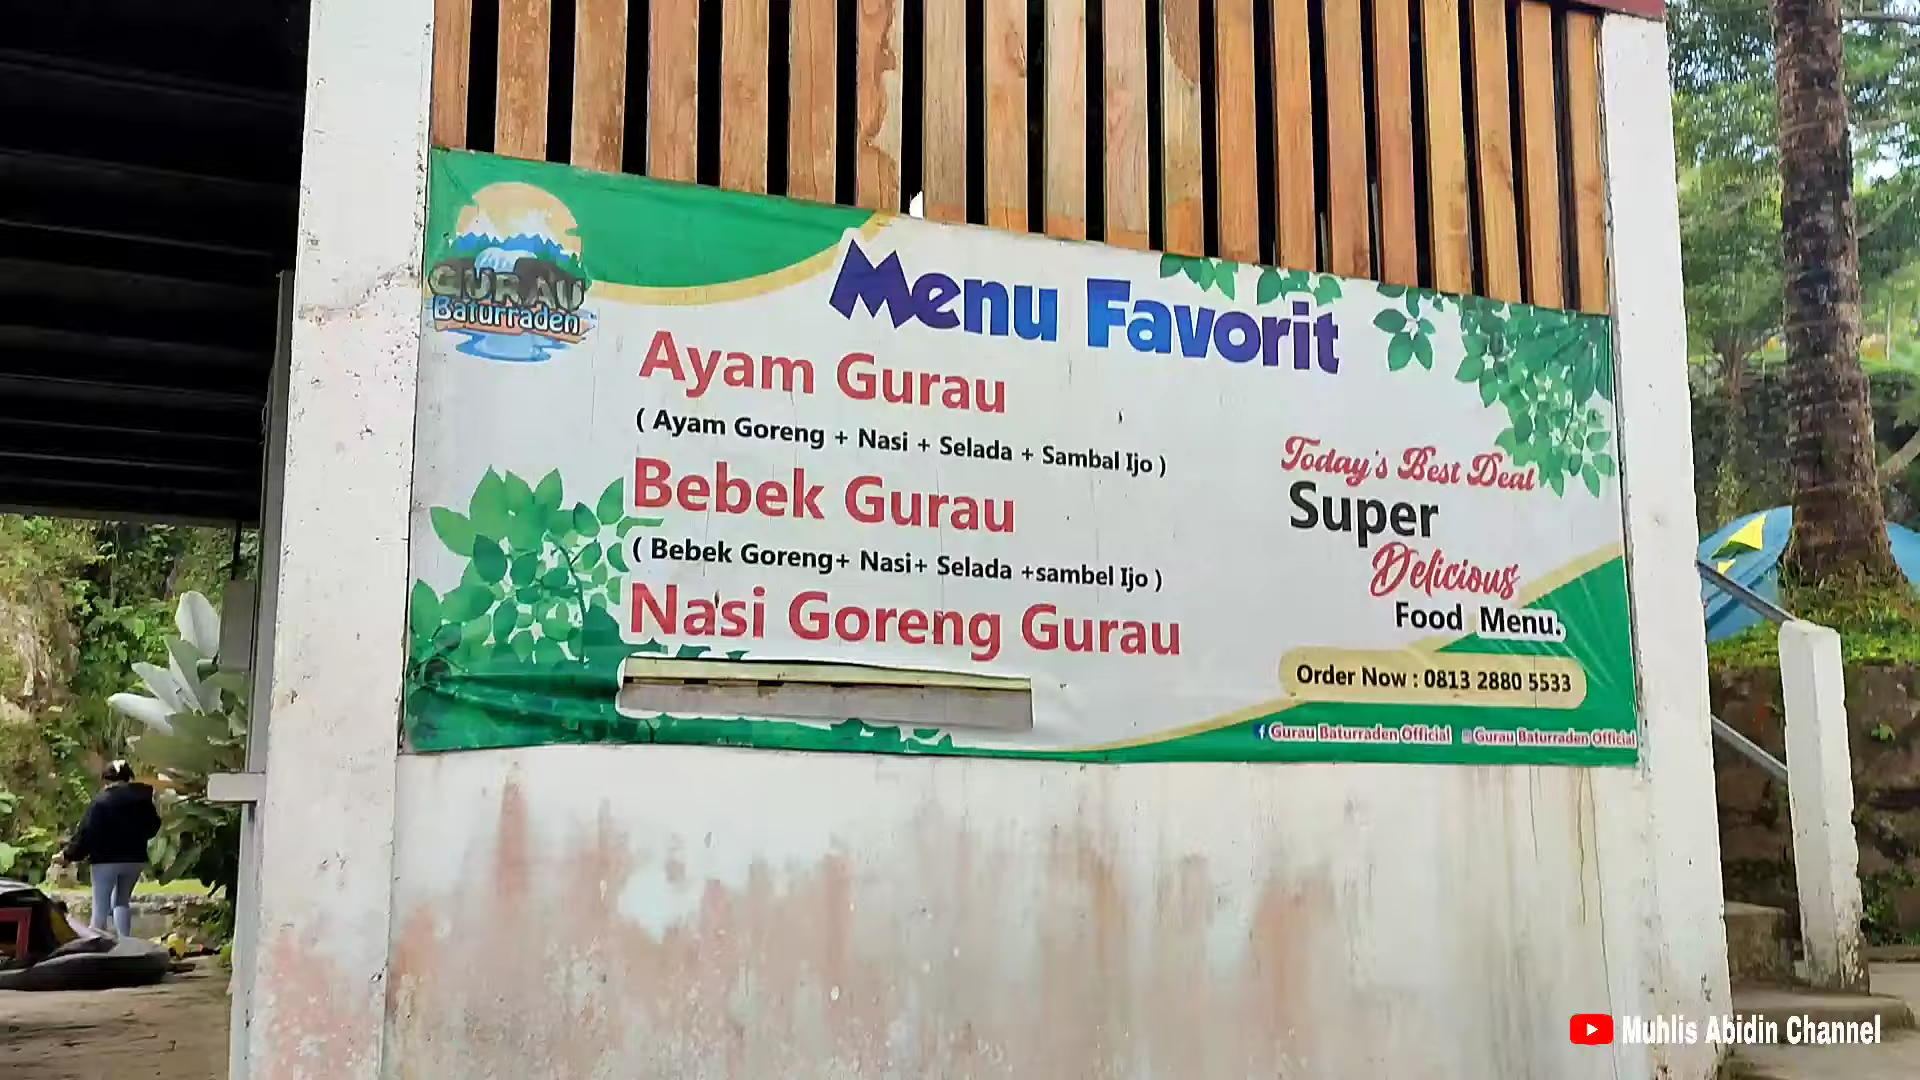 GURAU
Baturraden
Menu Favorit
Ayam Gurau
( Ayam Goreng + Nasi + Selada + Sambal Ijo )
Bebek Gurau
( Bebek Goreng+ Nasi+ Selada +sambel Ijo )
Nasi Goreng Gurau
Today's Best Deal
Super
Delicious
Food Menu.
Order Now : 0813 2880 5533
Gurau Baturraden Official
Gurau Baturraden Official
Muhlis Abidin Channel